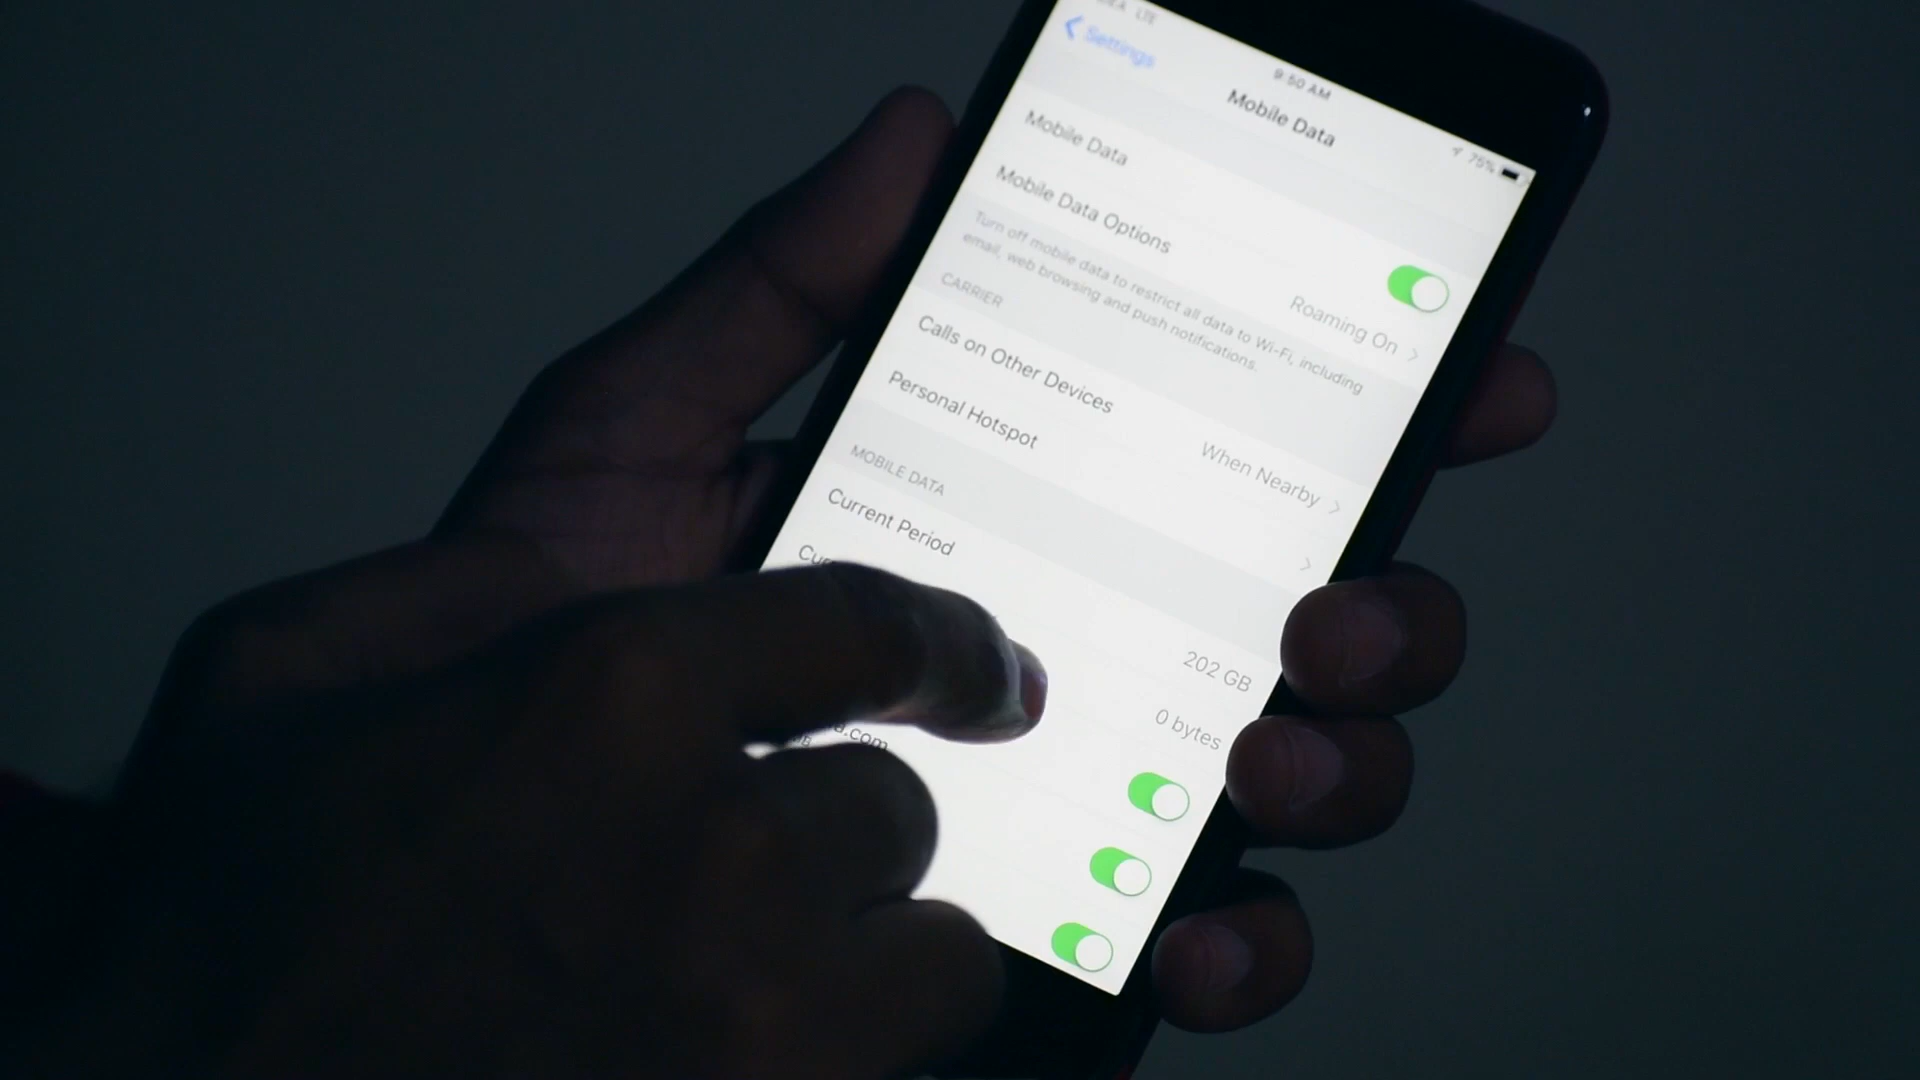 LTE
Settings
9:50 AM
75%
Mobile Data
Mobile Data
Mobile Data Options
Roaming On
Turn off mobile data to restrict all data to Wi-Fi, including
email, web browsing and push notifications.
CARRIER
Calls on Other Devices
When Nearby
Personal Hotspot
MOBILE DATA
Current Period
202 GB
0 bytes